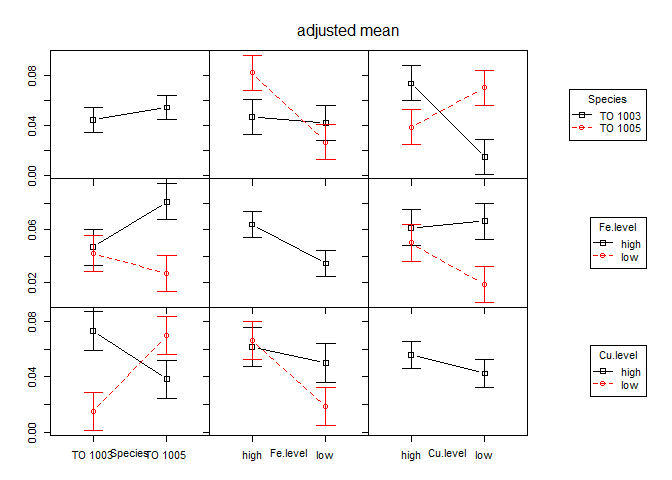 adjusted mean
0.08
0.04
0.00
Species
TO 1003
TO 1005
0.06
0.02
Fe.level
high
low
0.08
0.04
0.00
Cu.level
high
low
TO 1003 Species TO 1005 high Fe.level low high Cu.level low